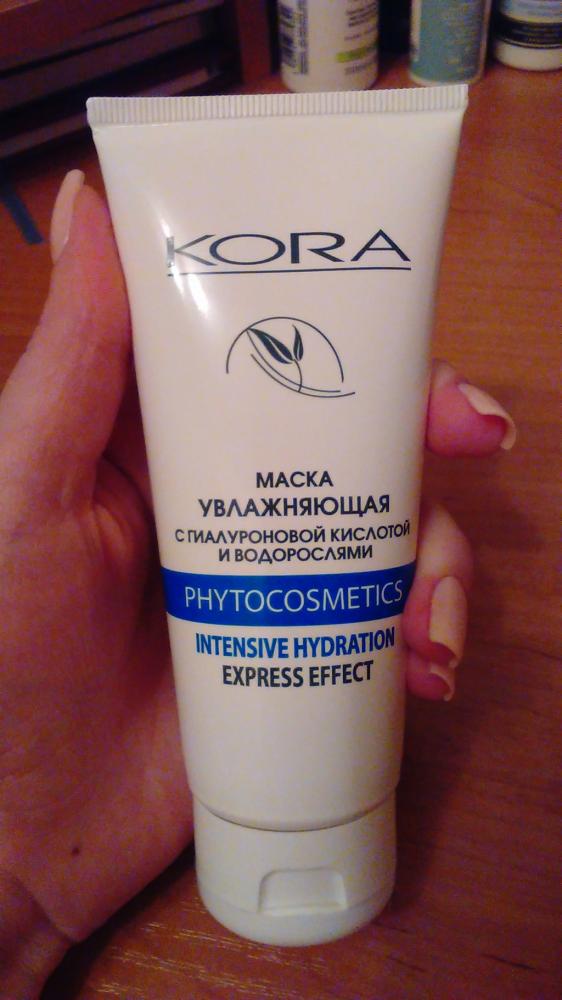 KORA
МАСКА
УВЛАЖНЯЮЩАЯ
С ГИАЛУРОНОВОЙ КИСЛОТОЙ
И ВОДОРОСЛЯМИ
PHYTOCOSMETICS
INTENSIVE HYDRATION
EXPRESS EFFECT